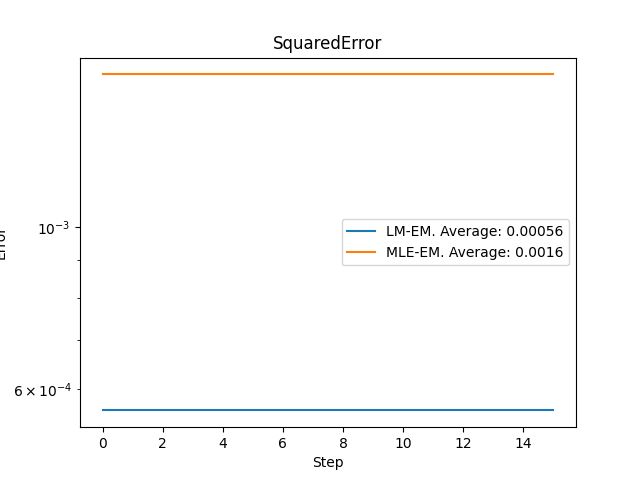 SquaredError
10⁻³
Error
LM-EM. Average: 0.00056
MLE-EM. Average: 0.0016
6 × 10⁻⁴
0 2 4 6 8 10 12 14
Step